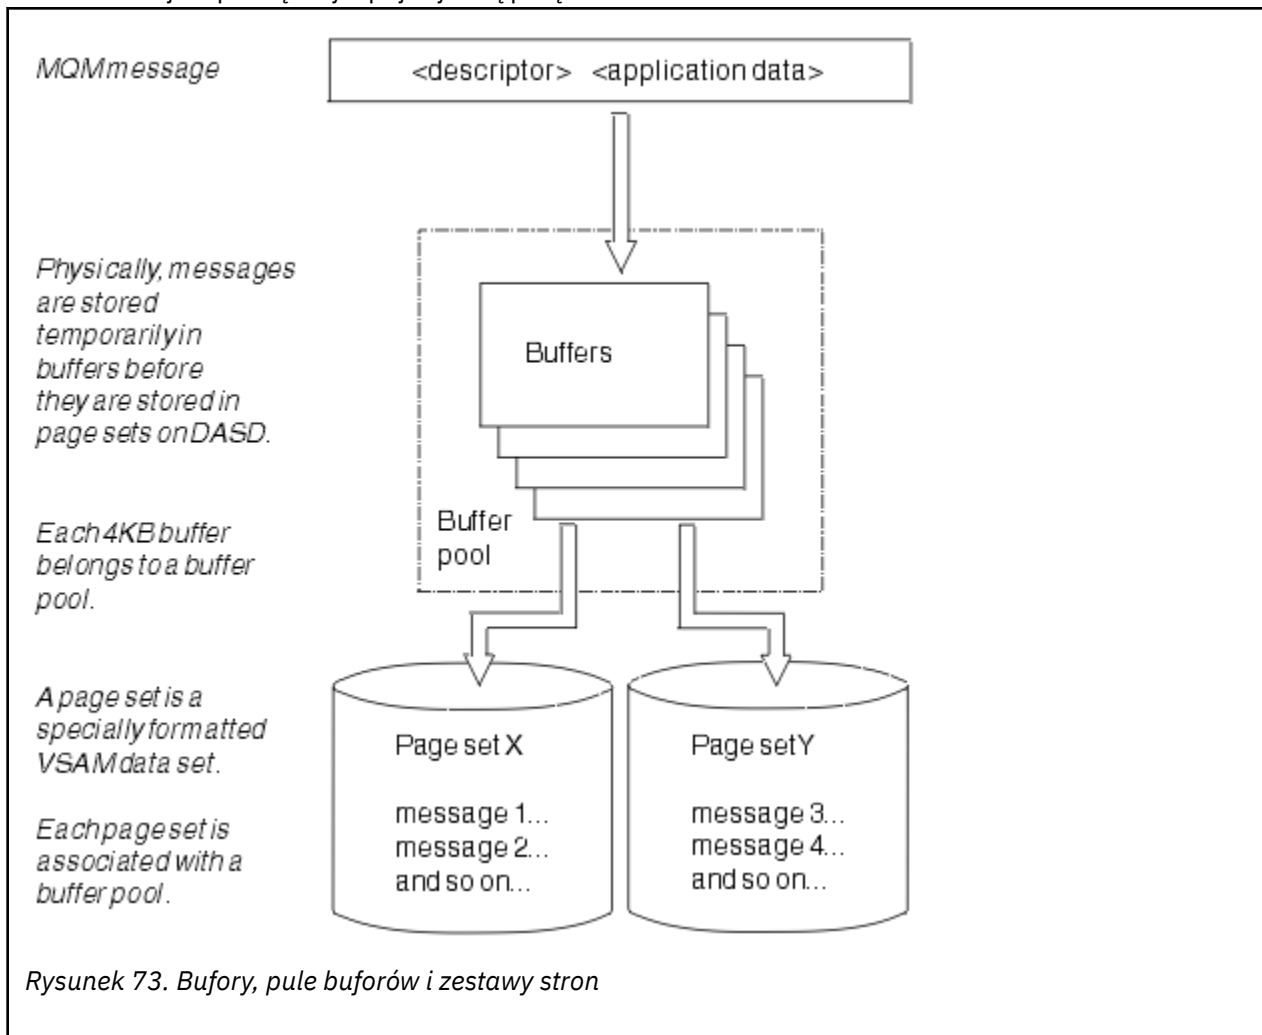 MQM message
<descriptor> <application data>
Physically, messages
are stored
temporarily in
buffers before
they are stored in
page sets on DASD.
Buffers
Buffer
pool
Each 4KB buffer
belongs to a buffer
pool.
A page set is a
specially formatted
VSAM data set.
Each page set is
associated with a
buffer pool.
Page set X
message 1...
message 2...
and so on...
Page set Y
message 3...
message 4...
and so on...
Rysunek 73. Bufory, pule buforów i zestawy stron